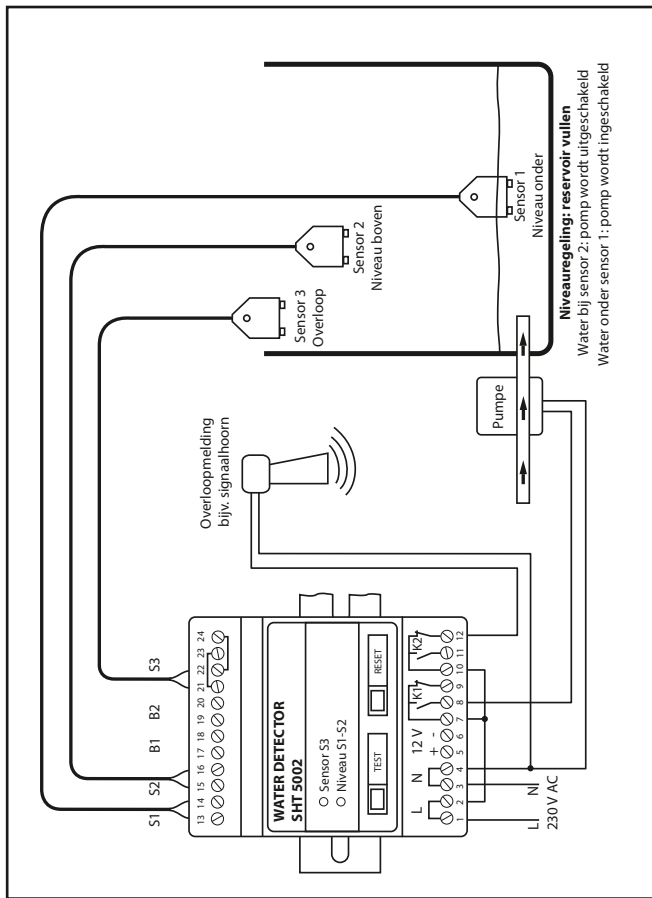 S1
S2
B1
B2
S3
13 14 15 16 17 18 19 20 21 22 23 24
WATER DETECTOR
SHT 5002
Sensor S3
Niveau S1-S2
TEST
RESET
L
N
12 V
+ -
K1
K2
1 2 3 4 5 6 7 8 9 10 11 12
L
N
230 V AC
Overloopmelding
bijv. signaalhoorn
Pumpe
Sensor 3
Overloop
Sensor 2
Niveau boven
Sensor 1
Niveau onder
Niveauregeling: reservoir vullen
Water bij sensor 2: pomp wordt uitgeschakeld
Water onder sensor 1: pomp wordt ingeschakeld